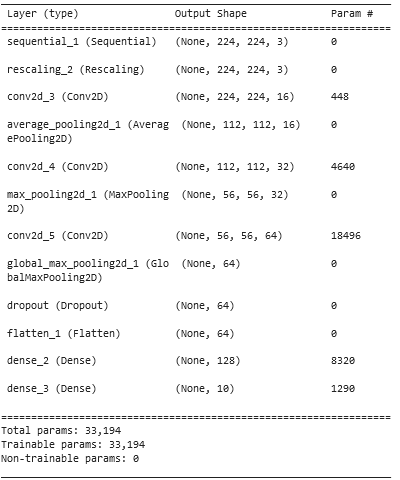 Layer (type) Output Shape Param #
=================================================================
sequential_1 (Sequential) (None, 224, 224, 3) 0
rescaling_2 (Rescaling) (None, 224, 224, 3) 0
conv2d_3 (Conv2D) (None, 224, 224, 16) 448
average_pooling2d_1 (Averag (None, 112, 112, 16) 0
ePooling2D)
conv2d_4 (Conv2D) (None, 112, 112, 32) 4640
max_pooling2d_1 (MaxPooling (None, 56, 56, 32) 0
2D)
conv2d_5 (Conv2D) (None, 56, 56, 64) 18496
global_max_pooling2d_1 (Glo (None, 64) 0
balMaxPooling2D)
dropout (Dropout) (None, 64) 0
flatten_1 (Flatten) (None, 64) 0
dense_2 (Dense) (None, 128) 8320
dense_3 (Dense) (None, 10) 1290
=================================================================
Total params: 33,194
Trainable params: 33,194
Non-trainable params: 0